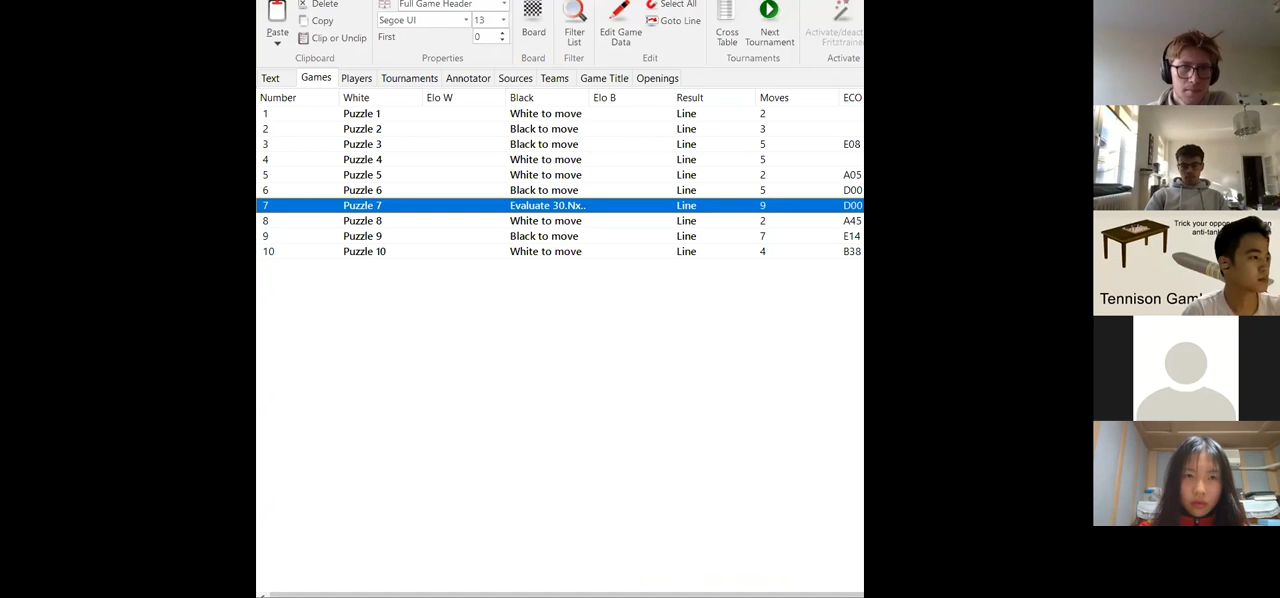 Delete
Full Game Header
Select All
Copy
Segoe UI
13
Goto Line
Paste
Clip or Unclip
First
0
Board
Filter
List
Edit Game
Data
Cross
Table
Next
Tournament
Activate/deact
Fritztrainer
Clipboard
Properties
Board
Filter
Edit
Tournaments
Activate
Text Games Players Tournaments Annotator Sources Teams Game Title Openings
Number White Elo W Black Elo B Result Moves ECO
1 Puzzle 1 White to move Line 2
2 Puzzle 2 Black to move Line 3
3 Puzzle 3 Black to move Line 5 E08
4 Puzzle 4 White to move Line 5
5 Puzzle 5 White to move Line 2 A05
6 Puzzle 6 Black to move Line 5 D00
7 Puzzle 7 Evaluate 30.Nx.. Line 9 D00
8 Puzzle 8 White to move Line 2 A45
9 Puzzle 9 Black to move Line 7 E14
10 Puzzle 10 White to move Line 4 B38
Trick your
anti-tan
Tennison Gam